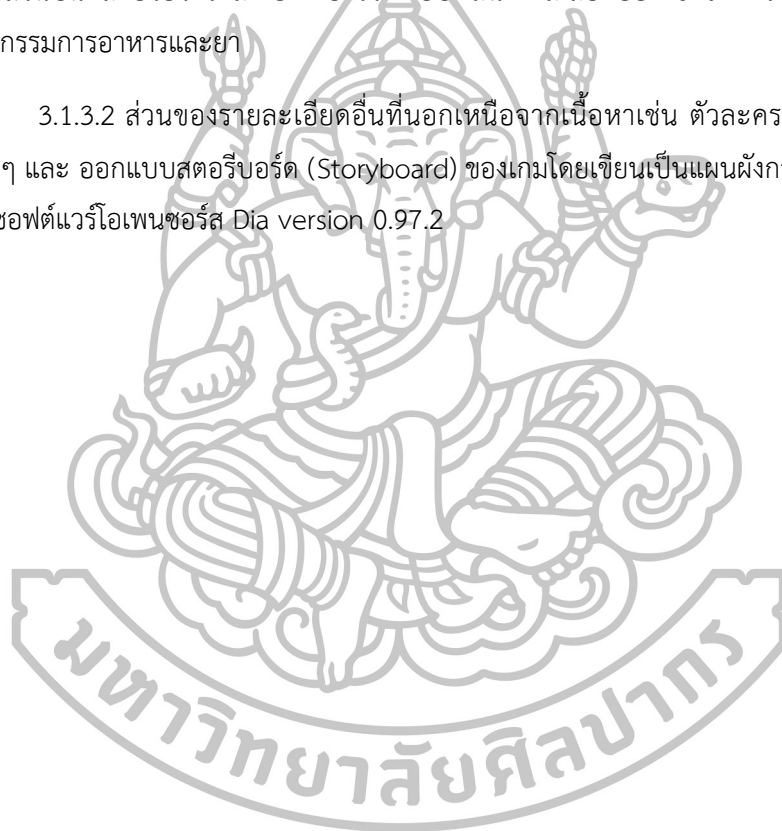 กรรมการอาหารและยา
3.1.3.2 ส่วนของรายละเอียดอื่นที่นอกเหนือจากเนื้อหาเช่น ตัวละคร
ๆ และ ออกแบบสตอรีบอร์ด (Storyboard) ของเกมโดยเขียนเป็นแผนผังก
ซอฟต์แวร์โอเพนซอร์ส Dia version 0.97.2
มหาวิทยาลัยศิลปากร